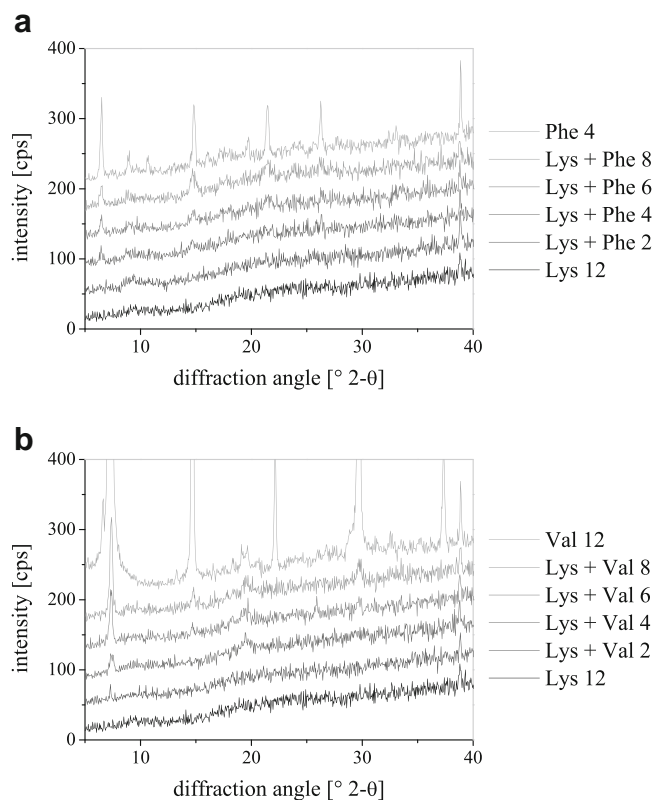 a
400
300
200
100
0
intensity [cps]
10
20
30
40
diffraction angle [° 2-θ]
Phe 4
Lys + Phe 8
Lys + Phe 6
Lys + Phe 4
Lys + Phe 2
Lys 12
b
400
300
200
100
0
intensity [cps]
10
20
30
40
diffraction angle [° 2-θ]
Val 12
Lys + Val 8
Lys + Val 6
Lys + Val 4
Lys + Val 2
Lys 12